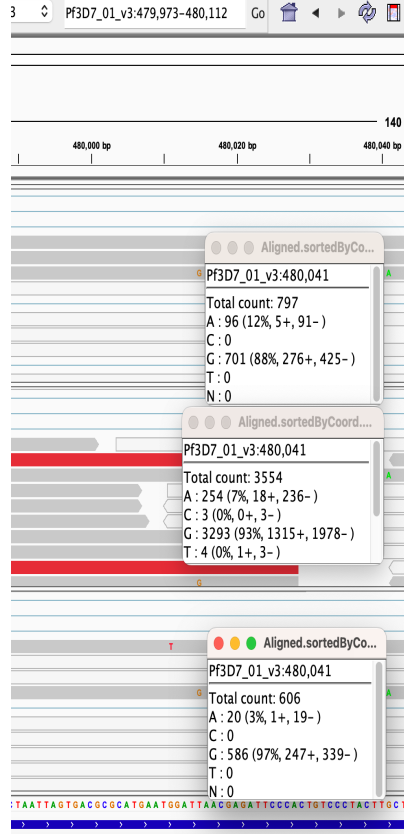 Pf3D7_01_v3:479,973-480,112 Go
140
480,000 bp 480,020 bp 480,040 bp
Aligned.sortedByCo...
G
Pf3D7_01_v3:480,041
A
Total count: 797
A : 96 (12%, 5+, 91- )
C : 0
G : 701 (88%, 276+, 425- )
T : 0
N : 0
Aligned.sortedByCoord....
Pf3D7_01_v3:480,041
Total count: 3554
A
A : 254 (7%, 18+, 236- )
C : 3 (0%, 0+, 3- )
G : 3293 (93%, 1315+, 1978- )
T : 4 (0%, 1+, 3- )
G
T
Aligned.sortedByCo...
Pf3D7_01_v3:480,041
G
A
Total count: 606
A : 20 (3%, 1+, 19- )
C : 0
G : 586 (97%, 247+, 339- )
T : 0
N : 0
TAATTAGTGACGCGCATGAATGGATTAACGAGATTCCCACTGTCCCTACTTGCT